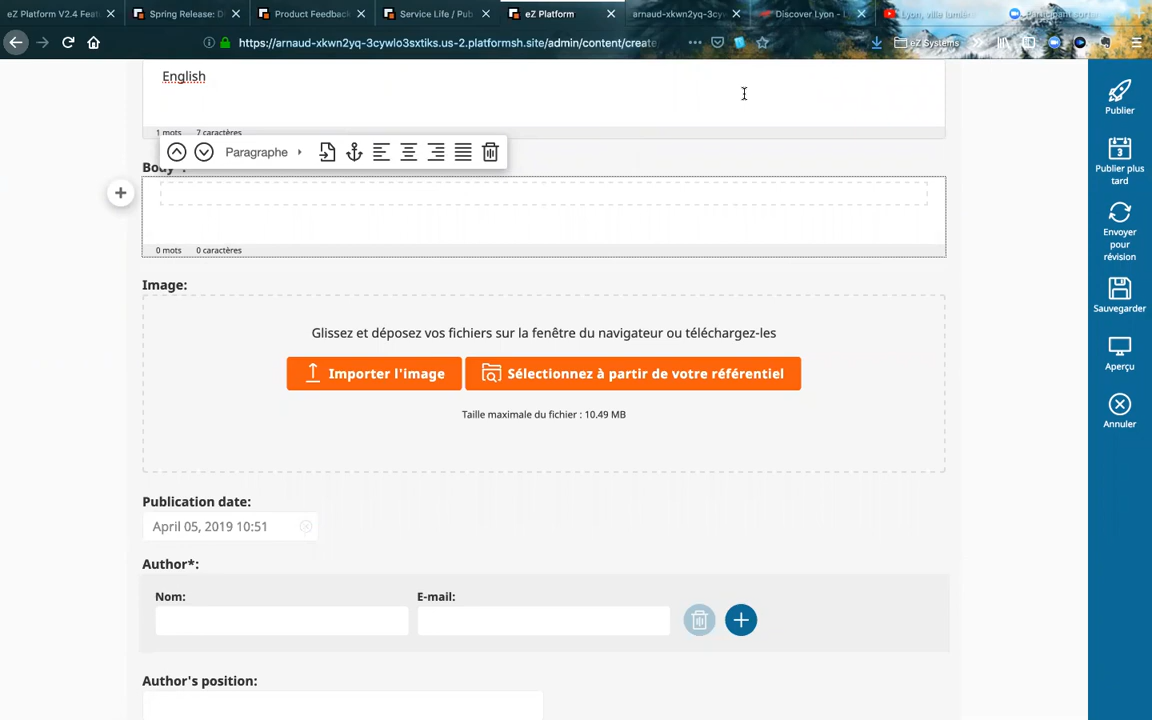 eZ Platform V2.4 Feat
Spring Release: D
Product Feedback
Service Life / Pub
eZ Platform
arnaud-xkwn2yq-3cy
Discover Lyon - L
Lyon, ville lumière
https://arnaud-xkwn2yq-3cywlo3sxtiks.us-2.platformsh.site/admin/content/create
eZ Systems
English
1 mots 7 caractères
Paragraphe
Body*:
0 mots 0 caractères
Image:
Glissez et déposez vos fichiers sur la fenêtre du navigateur ou téléchargez-les
Importer l'image
Sélectionnez à partir de votre référentiel
Taille maximale du fichier : 10.49 MB
Publication date:
April 05, 2019 10:51
Author*:
Nom:
E-mail:
Author's position:
Publier
3
Publier plus
tard
Envoyer
pour
révision
Sauvegarder
Aperçu
Annuler